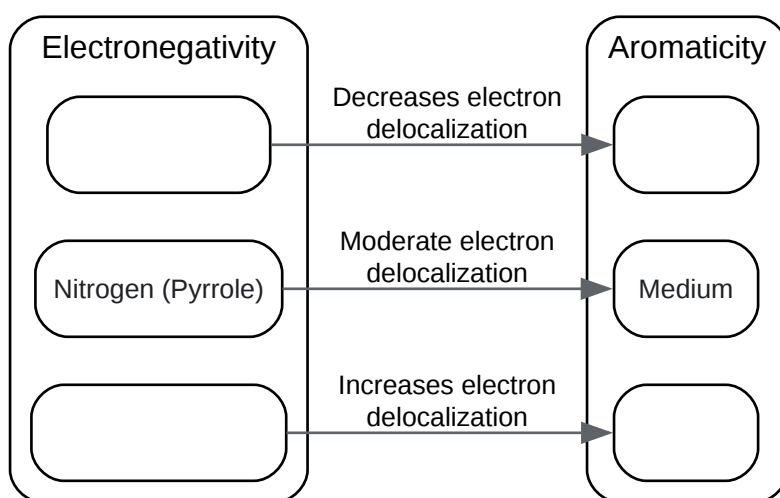 Electronegativity
Aromaticity
Decreases electron
delocalization
Moderate electron
delocalization
Nitrogen (Pyrrole)
Medium
Increases electron
delocalization